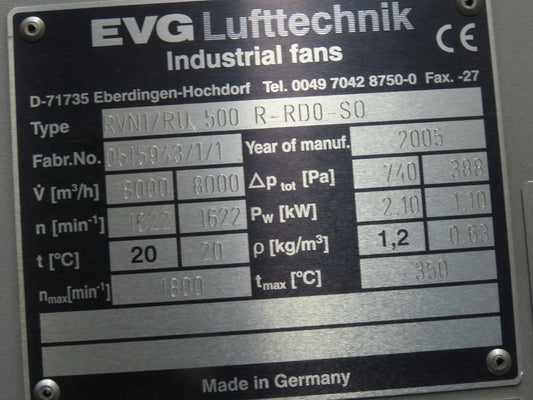 EVG Lufttechnik
Industrial fans
CE
D-71735 Eberdingen-Hochdorf Tel. 0049 7042 8750-0 Fax. -27
Type RVN1/RU 500 R-RD0-S0
Fabr.No. 0515943/1/1 Year of manuf. 2005
V̇ [m³/h] 8000 Δp tot [Pa] 740 388
n [min⁻¹] 1622 1622 Pw [kW] 2.10 1.10
t [°C] 20 20 ρ [kg/m³] 1,2 0.63
nmax[min⁻¹] 1800 tmax [°C] 350
Made in Germany